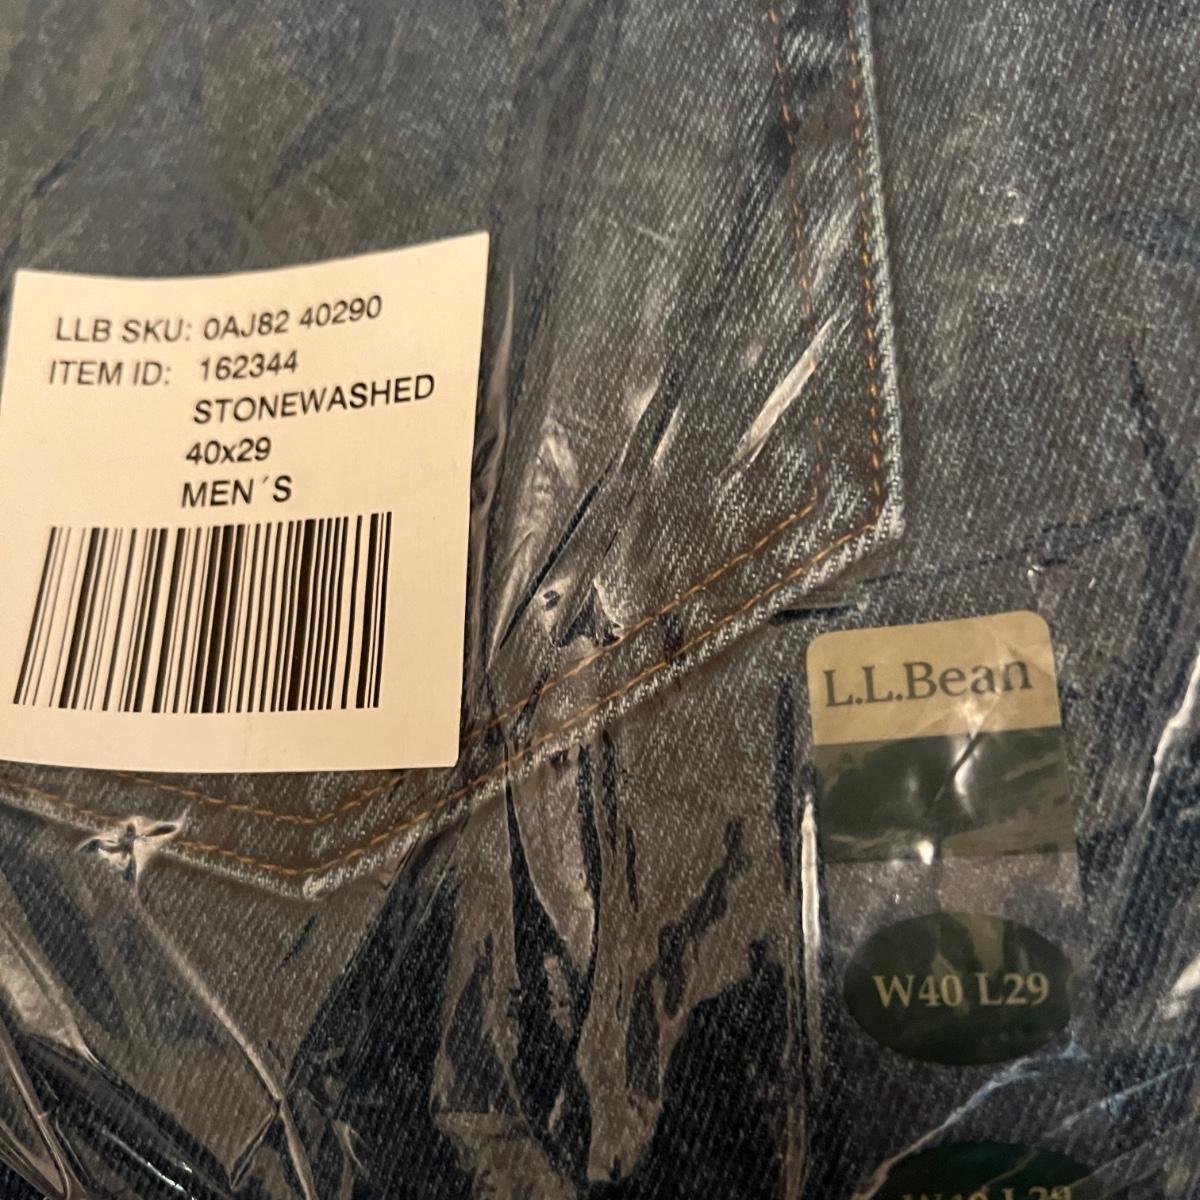 LLB SKU: 0AJ82 40290
ITEM ID: 162344
STONEWASHED
40x29
MEN´S
L.L.Bean
W40 L29